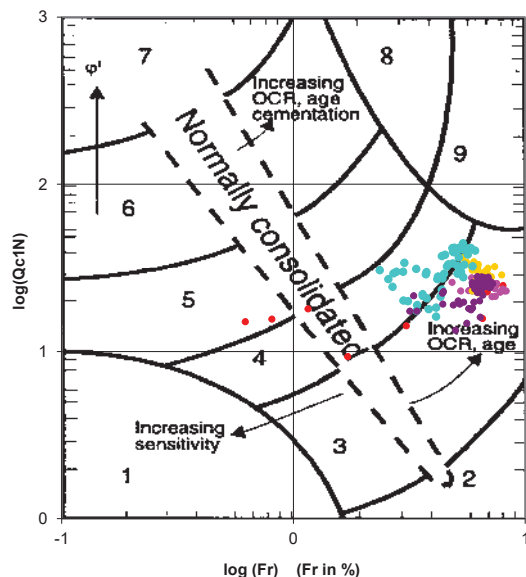 3
7
8
φ'
Increasing
OCR, age
cementation
Normally consolidated
9
2
6
log(Qc1N)
5
Increasing
OCR, age
1
4
Increasing
sensitivity
3
2
1
0
-1
0
1
log (Fr) (Fr in %)